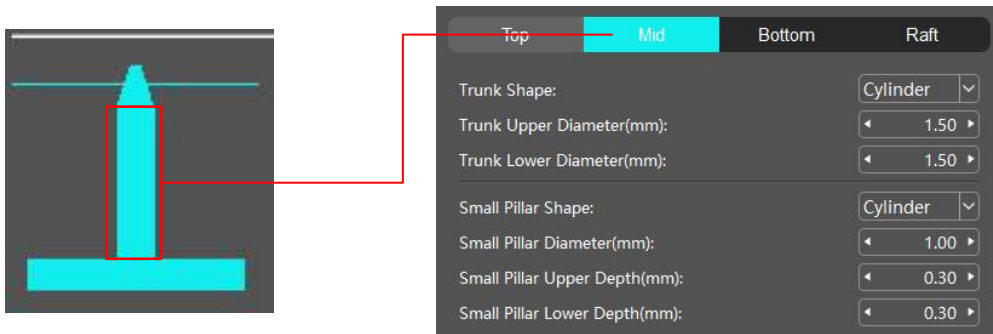 Top Mid Bottom Raft
Trunk Shape: Cylinder
Trunk Upper Diameter(mm): 1.50
Trunk Lower Diameter(mm): 1.50
Small Pillar Shape: Cylinder
Small Pillar Diameter(mm): 1.00
Small Pillar Upper Depth(mm): 0.30
Small Pillar Lower Depth(mm): 0.30